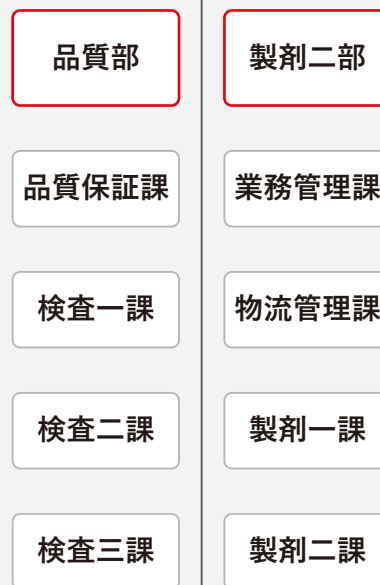 品質部
品質保証課
検査一課
検査二課
検査三課
製剤二部
業務管理課
物流管理課
製剤一課
製剤二課